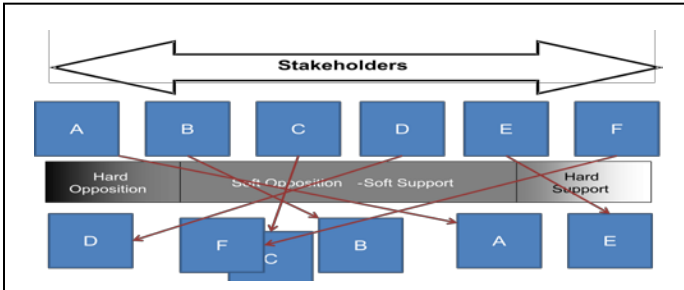 Stakeholders
A B C D E F
Hard Opposition
Soft Opposition -Soft Support
Hard Support
D F C B A E